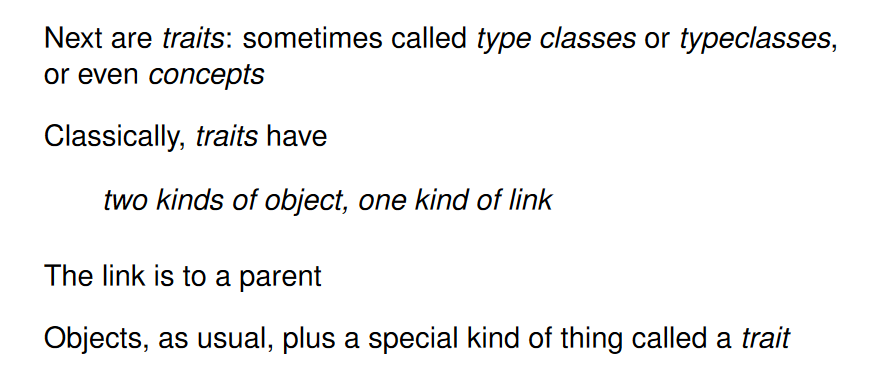 Next are traits: sometimes called type classes or typeclasses,
or even concepts
Classically, traits have
two kinds of object, one kind of link
The link is to a parent
Objects, as usual, plus a special kind of thing called a trait